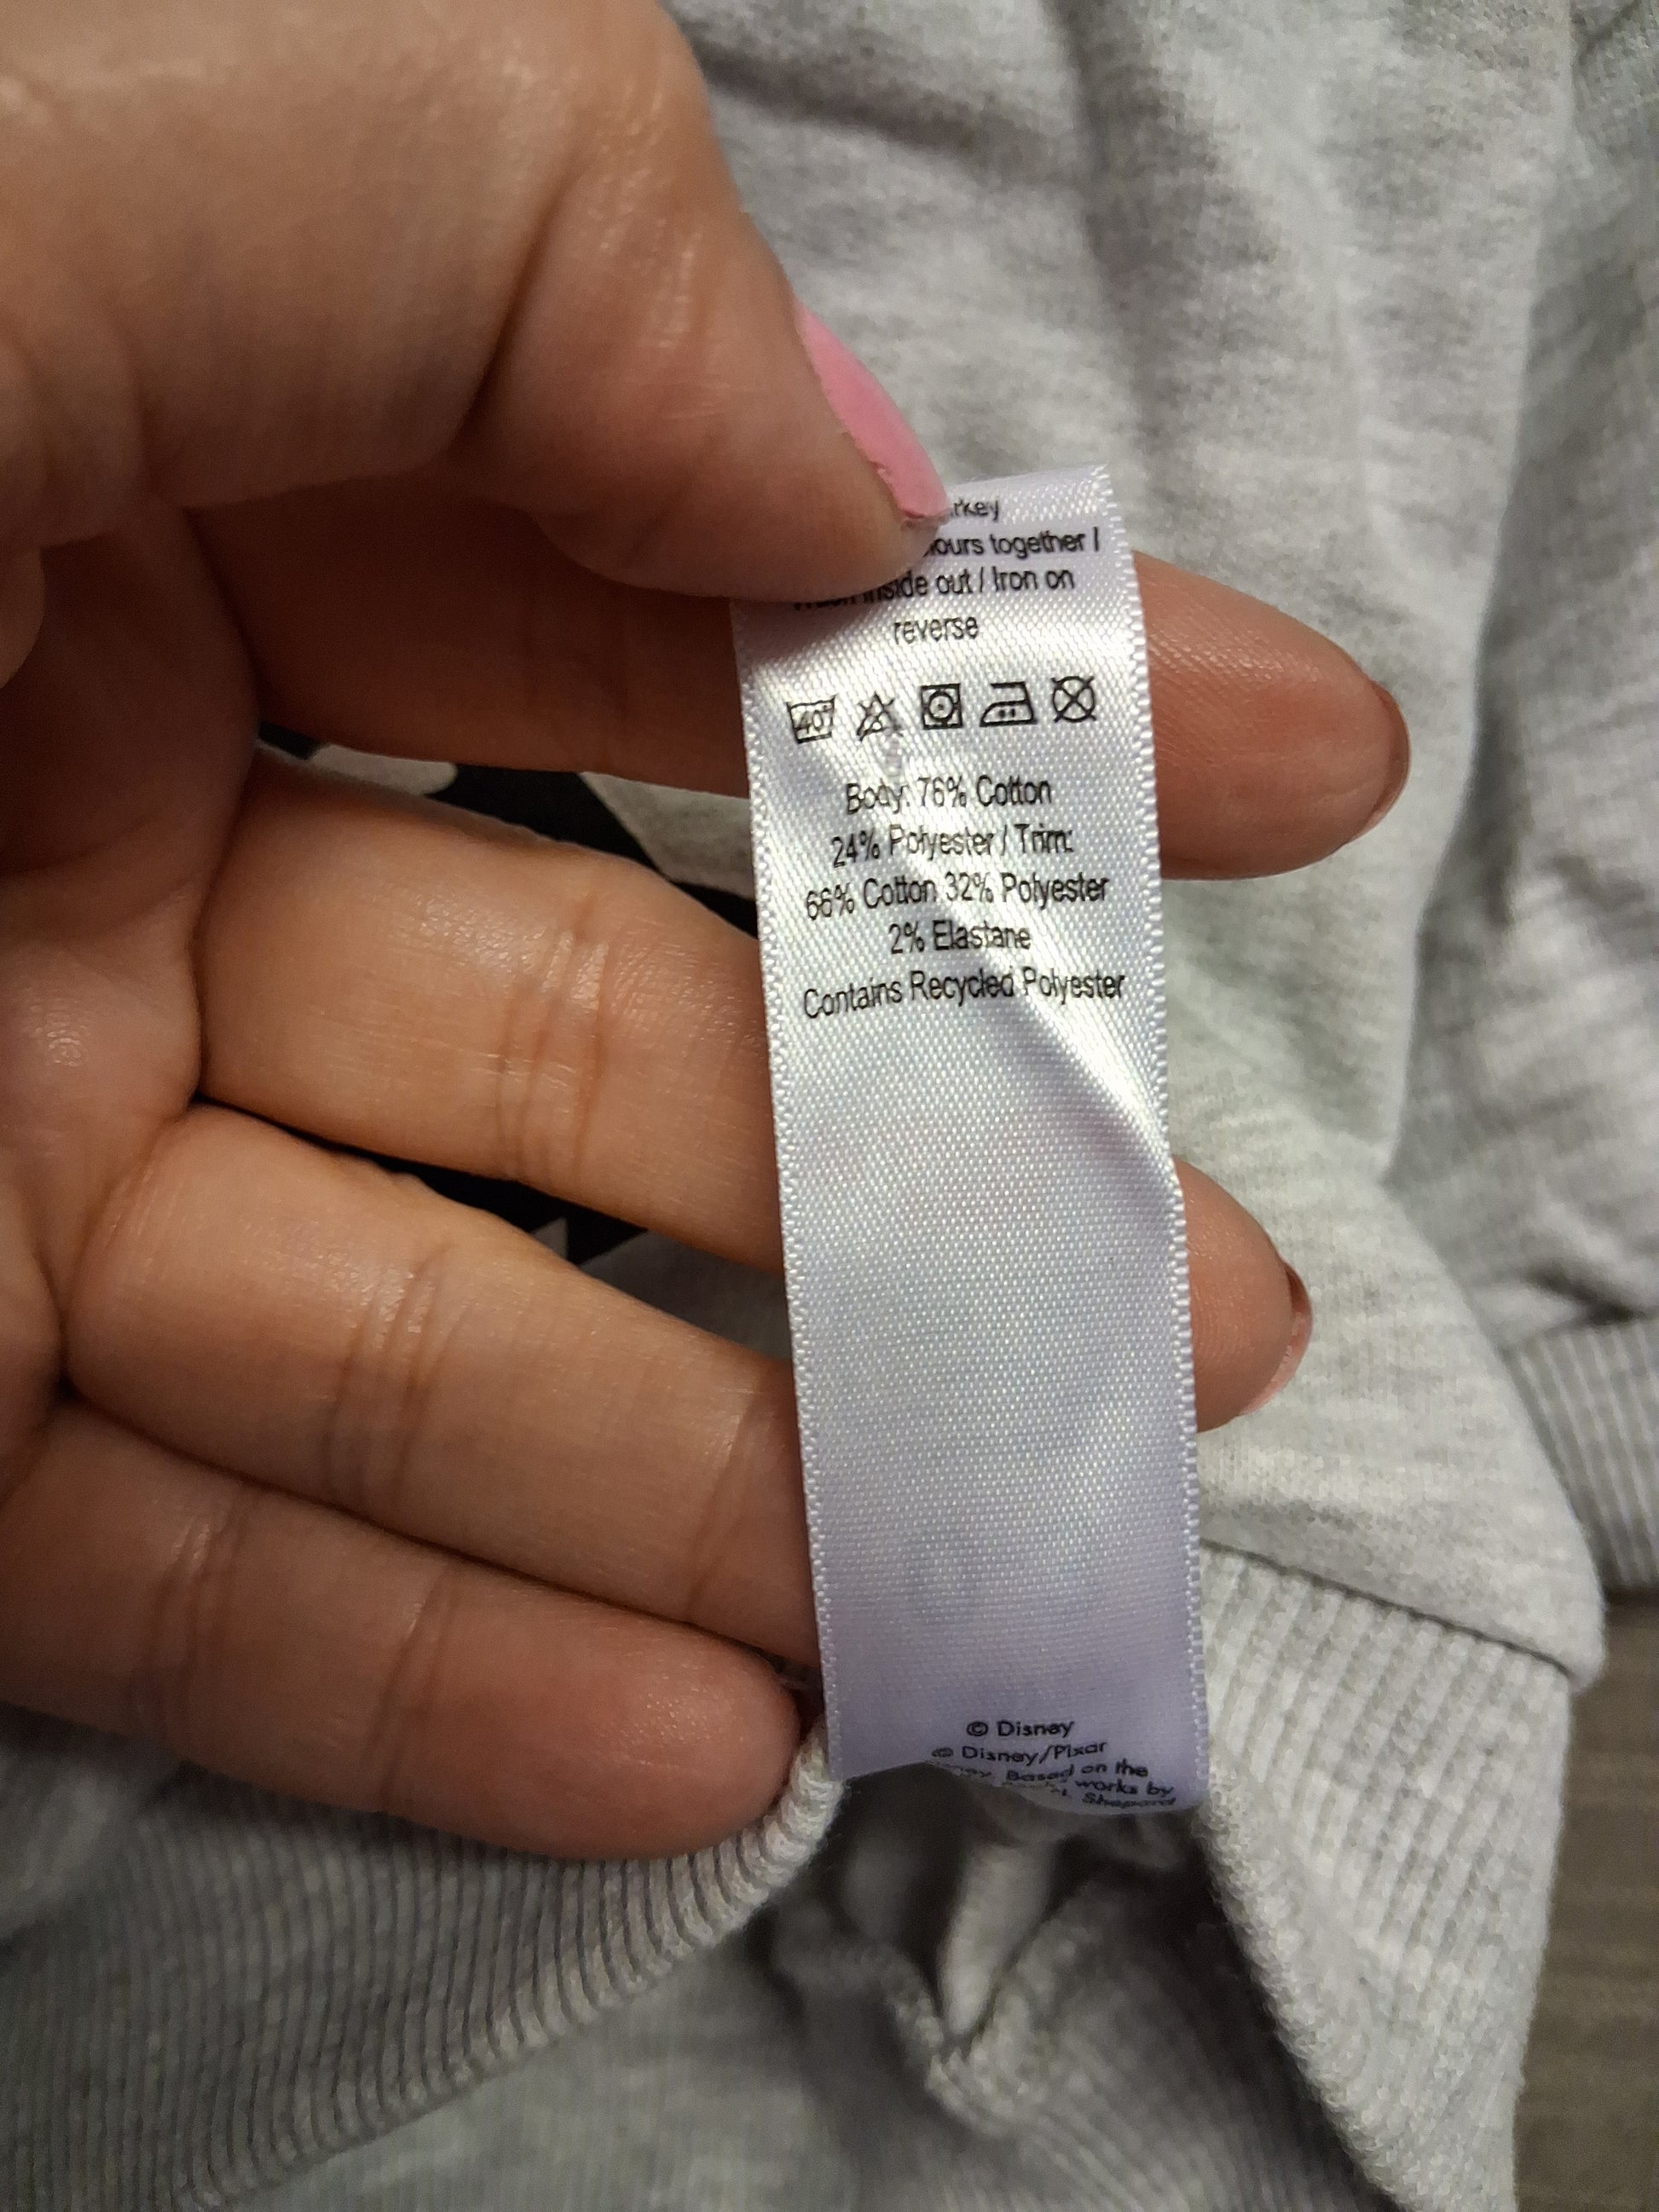 together /
out / Iron on
reverse
40°
Body: 76% Cotton
24% Polyester / Trim:
66% Cotton 32% Polyester
2% Elastane
Contains Recycled Polyester
© Disney
© Disney/Pixar
Based on the
works by
Shepard